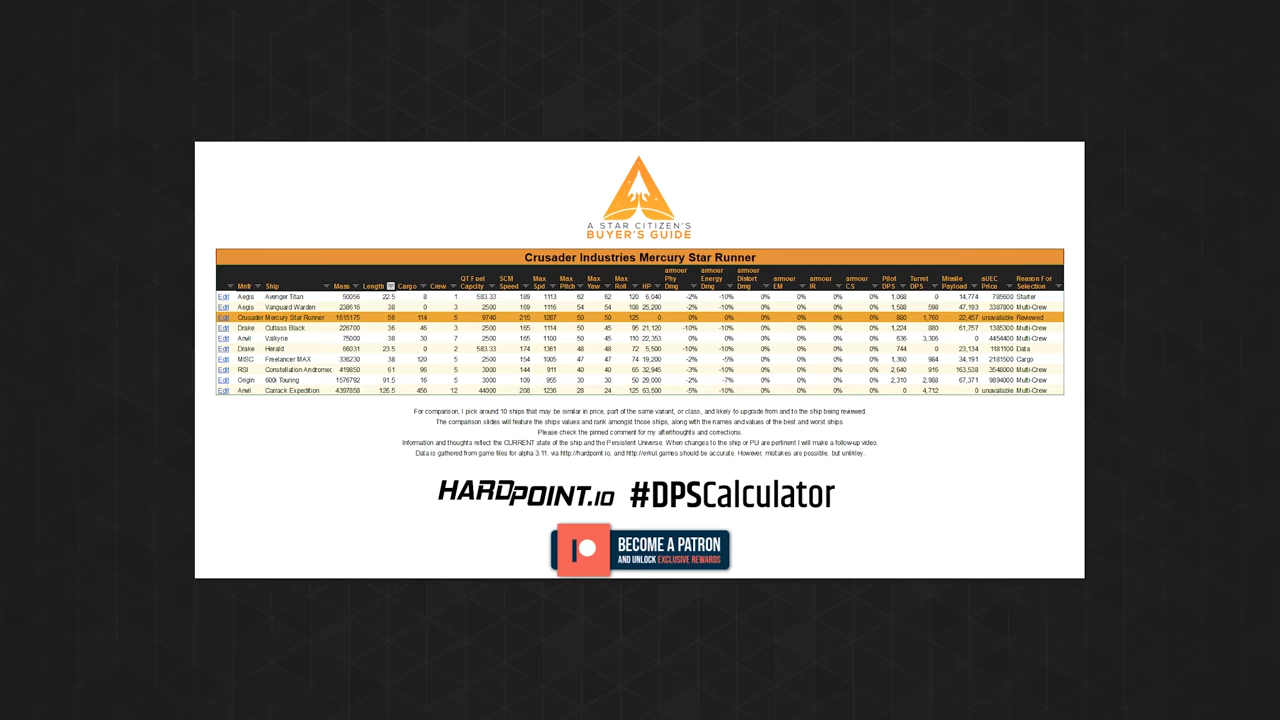 A STAR CITIZEN'S
BUYER'S GUIDE
Crusader Industries Mercury Star Runner
Mnfr Ship Mass Length Cargo Crew QT Fuel Capcity SCM Speed Max Spd Max Pitch Max Yaw Max Roll HP armour Phy Dmg armour Energy Dmg armour Distort Dmg armour EM armour IR armour CS Pilot DPS Turret DPS Missile Payload aUEC Price Reason For Selection
Edit Aegis Avenger Titan 50056 22.5 8 1 583.33 189 1113 62 62 120 6,040 -2% -10% 0% 0% 0% 0% 1,068 0 14,774 785600 Starter
Edit Aegis Vanguard Warden 238616 38 0 3 2500 169 1116 54 54 108 25,200 -2% -10% 0% 0% 0% 0% 1,588 598 47,193 3397800 Multi-Crew
Edit Crusader Mercury Star Runner 1615175 56 114 5 9740 215 1287 50 50 125 0 0% 0% 0% 0% 0% 0% 880 1,760 22,457 unavailable Reviewed
Edit Drake Cutlass Black 226700 36 46 3 2500 165 1114 50 45 95 21,120 -10% -10% 0% 0% 0% 0% 1,224 880 61,757 1385300 Multi-Crew
Edit Anvil Valkyrie 75000 38 30 7 2500 165 1100 50 45 110 22,353 0% 0% 0% 0% 0% 0% 636 3,306 0 4454400 Multi-Crew
Edit Drake Herald 66031 23.5 0 2 583.33 174 1361 48 48 72 5,500 -10% 0% 0% 0% 0% 0% 744 0 23,134 1181900 Data
Edit MISC Freelancer MAX 336230 38 120 5 2500 154 1005 47 47 74 19,200 -2% -5% 0% 0% 0% 0% 1,360 984 34,191 2181500 Cargo
Edit RSI Constellation Andromed 419850 61 96 5 3000 144 911 40 40 65 32,945 -3% -10% 0% 0% 0% 0% 2,640 916 163,538 3548000 Multi-Crew
Edit Origin 600i Touring 1576792 91.5 16 5 3000 109 955 30 30 50 29,000 -2% -7% 0% 0% 0% 0% 2,310 2,988 67,371 9894000 Multi-Crew
Edit Anvil Carrack Expedition 4397858 126.5 456 12 44000 208 1236 28 24 125 63,500 -5% -10% 0% 0% 0% 0% 0 4,712 0 unavailable Multi-Crew
For comparison, I pick around 10 ships that may be similar in price, part of the same variant, or class, and likely to upgrade from and to the ship being reviewed.
The comparison slides will feature the ships values and rank amongst those ships, along with the names and values of the best and worst ships.
Please check the pinned comment for my afterthoughts and corrections.
Information and thoughts reflect the CURRENT state of the ship and the Persistent Universe. When changes to the ship or PU are pertinent I will make a follow-up video.
Data is gathered from game files for alpha 3.11. via http://hardpoint.io, and http://erkul.games should be accurate. However, mistakes are possible, but unlikley.
HARDPOINT.IO #DPSCalculator
BECOME A PATRON
AND UNLOCK EXCLUSIVE REWARDS